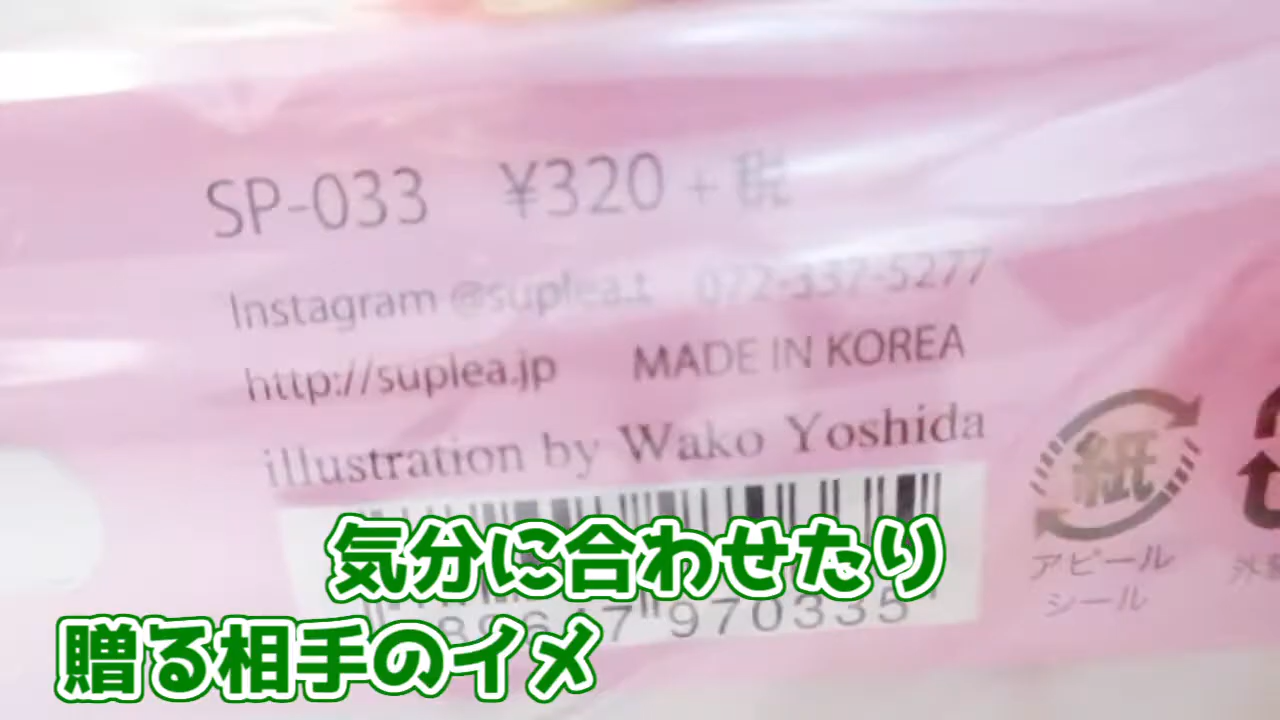 SP-033 ¥320 + 税
Instagram @suplea.t 072-337-5277
http://suplea.jp MADE IN KOREA
illustration by Wako Yoshida
紙
アピール
シール
970335
気分に合わせたり
贈る相手のイメ